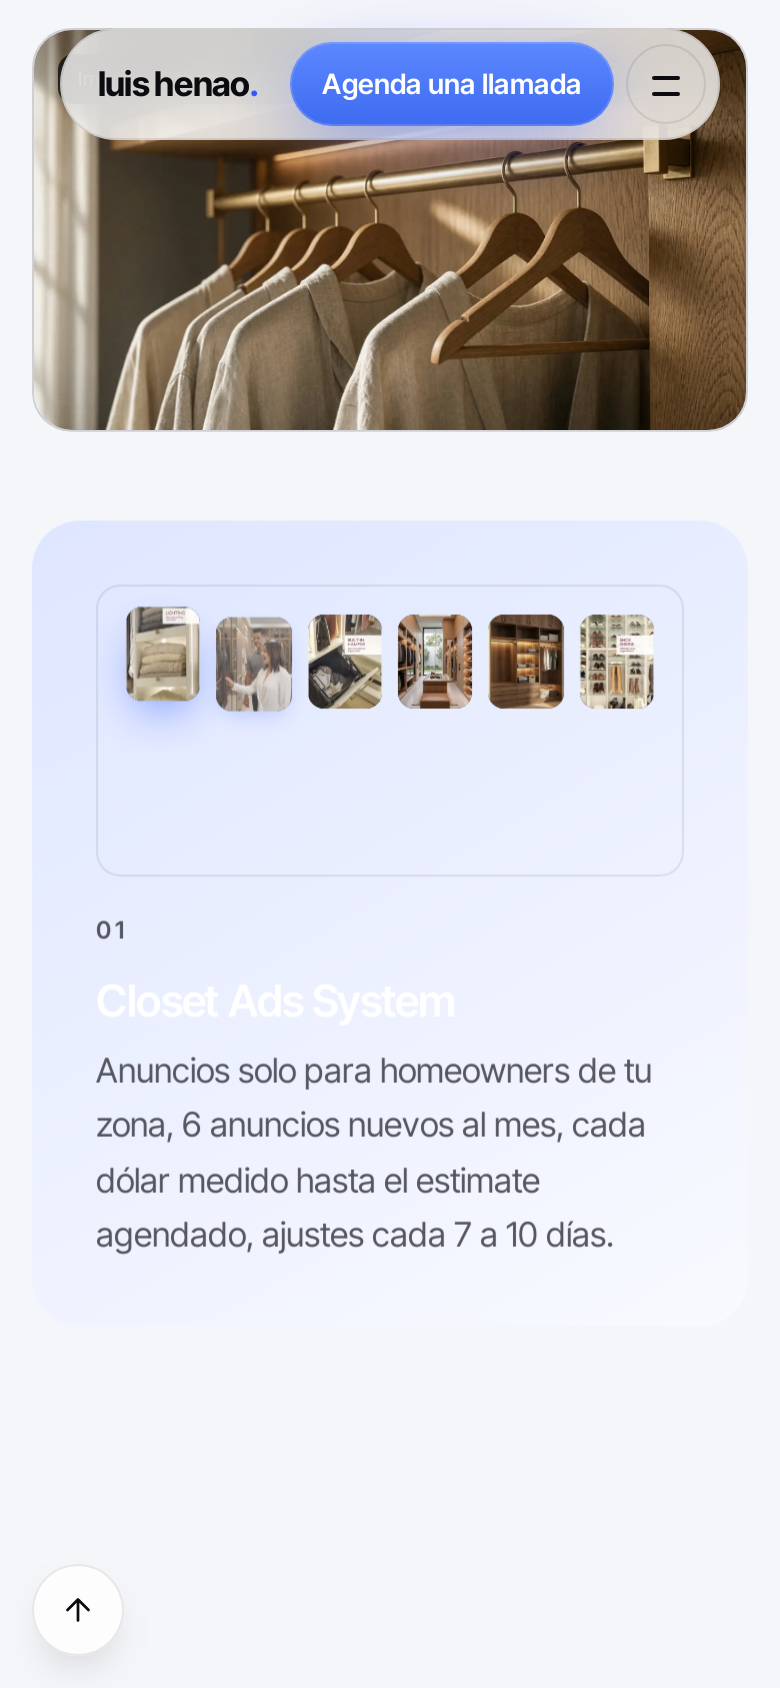 luis henao.
Agenda una llamada
01
Closet Ads System
Anuncios solo para homeowners de tu
zona, 6 anuncios nuevos al mes, cada
dólar medido hasta el estimate
agendado, ajustes cada 7 a 10 días.